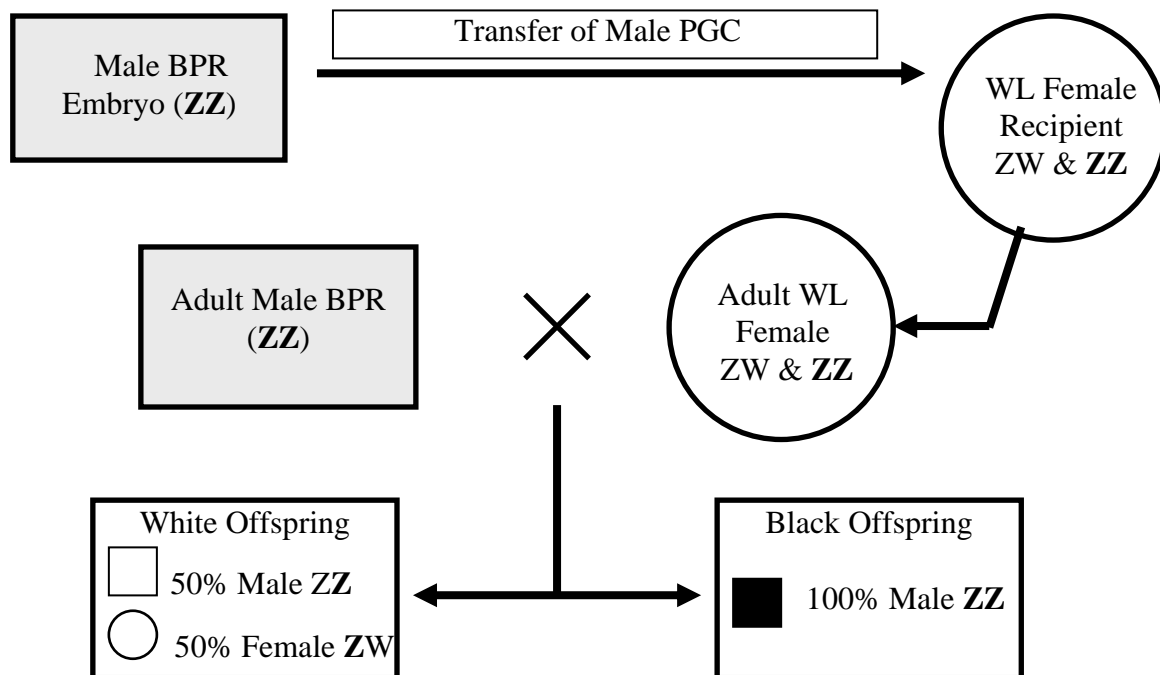 Transfer of Male PGC
Male BPR
Embryo (ZZ)
WL Female
Recipient
ZW & ZZ
Adult Male BPR
(ZZ)
Adult WL
Female
ZW & ZZ
White Offspring
50% Male ZZ
50% Female ZW
Black Offspring
100% Male ZZ